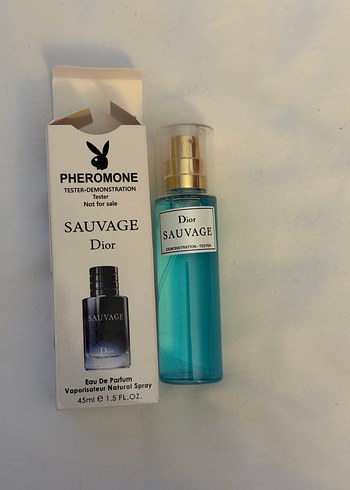 PHEROMONE
TESTER-DEMONSTRATION
Tester
Not for sale
SAUVAGE
Dior
SAUVAGE
Dior
Eau De Parfum
Vaporisateur Natural Spray
45ml e 1.5 FL.OZ.
Dior
SAUVAGE
DEMONSTRATION - TESTER